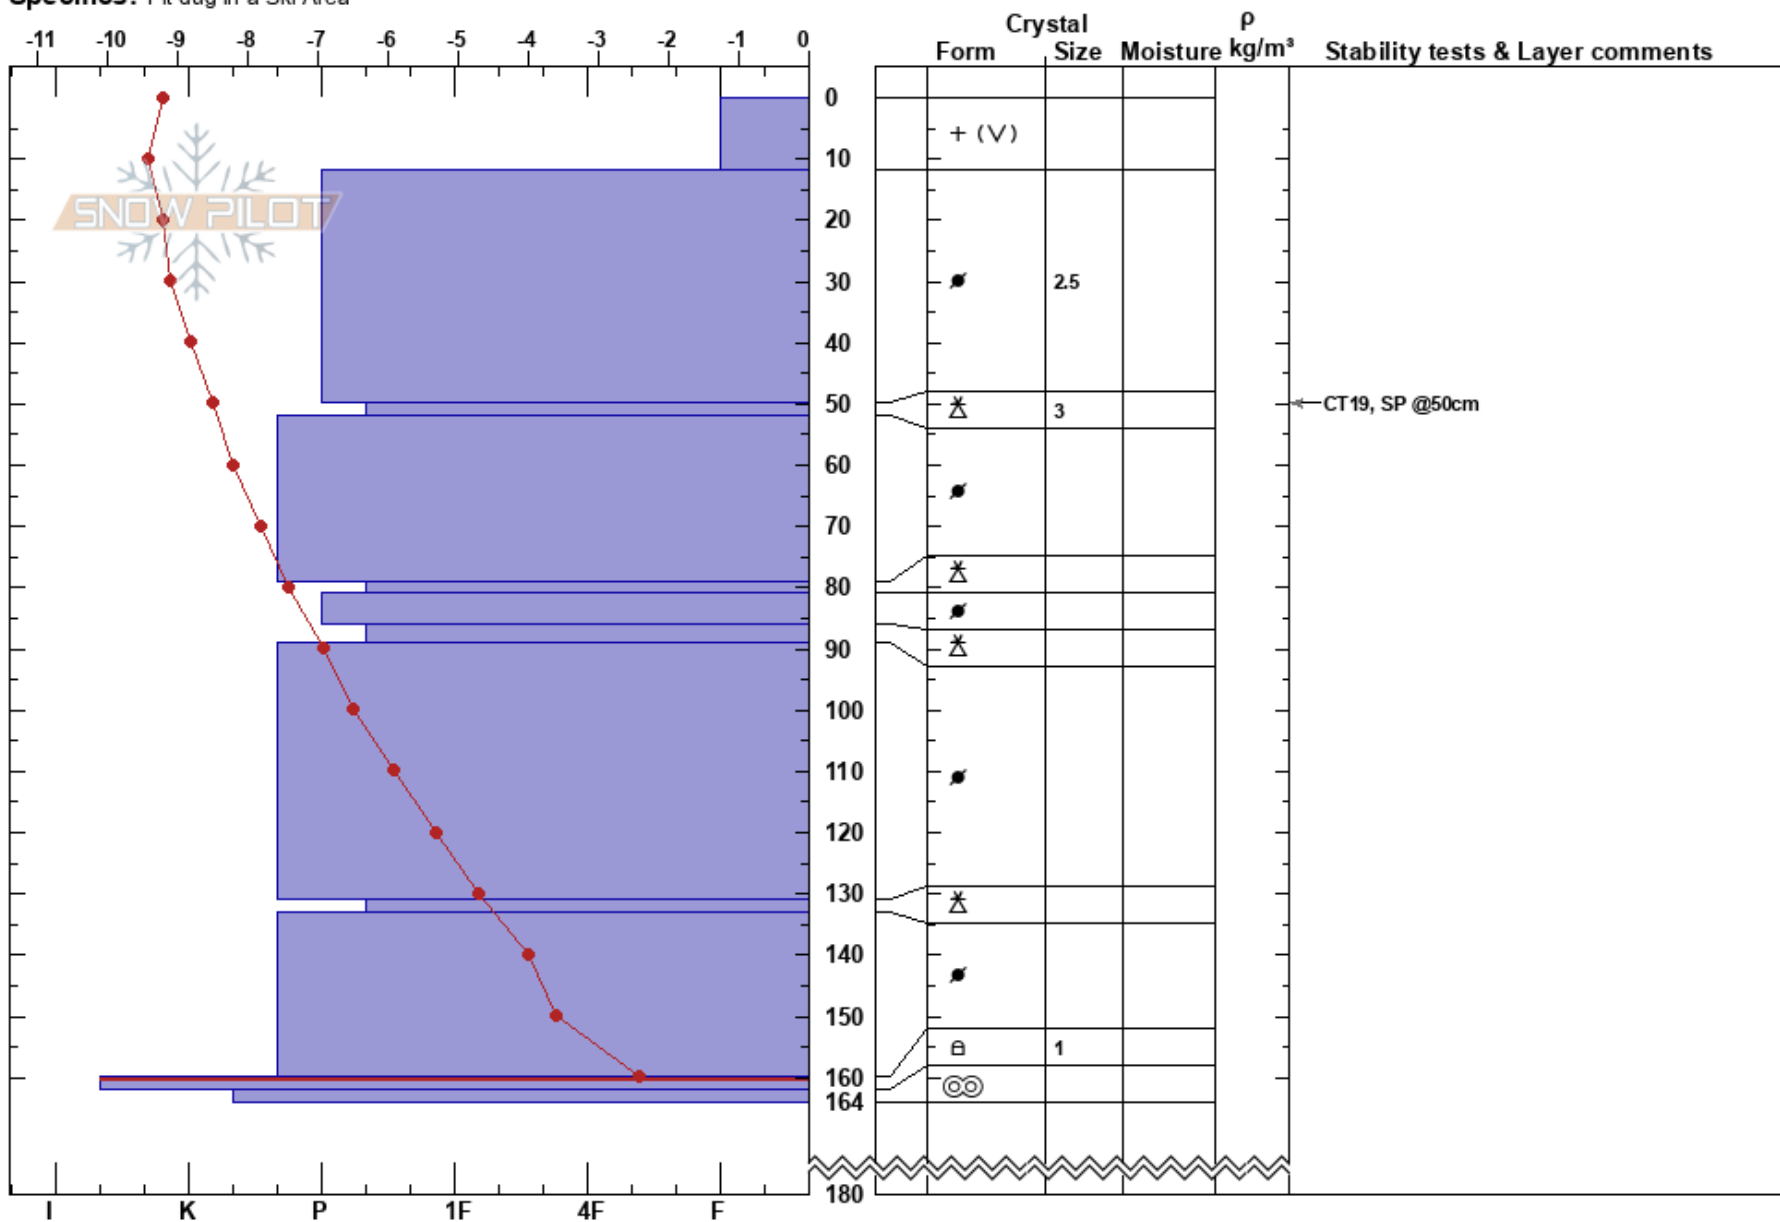 Specifics: Pit dug in a Ski Area
Crystal ρ
-11 -10 -9 -8 -7 -6 -5 -4 -3 -2 -1 0
Form Size Moisture kg/m³ Stability tests & Layer comments
0
+ (V)
10
SNOW PILOT
20
30 2.5
40
50 3 CT19, SP @50cm
60
70
80
90
100
110
120
130
140
150
1
160
164
180
I K P 1F 4F F